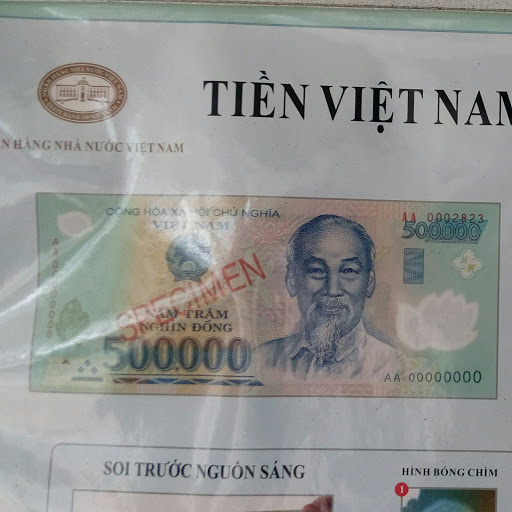 TIỀN VIỆT NAM
HÀNG NHÀ NƯỚC VIỆT NAM
CỘNG HÒA XÃ HỘI CHỦ NGHĨA
VIỆT NAM
AA 0002823
500000
SPECIMEN
NĂM TRĂM
NGHÌN ĐỒNG
500000
AA 00000000
SOI TRƯỚC NGUỒN SÁNG
HÌNH BÓNG CHÌM
1